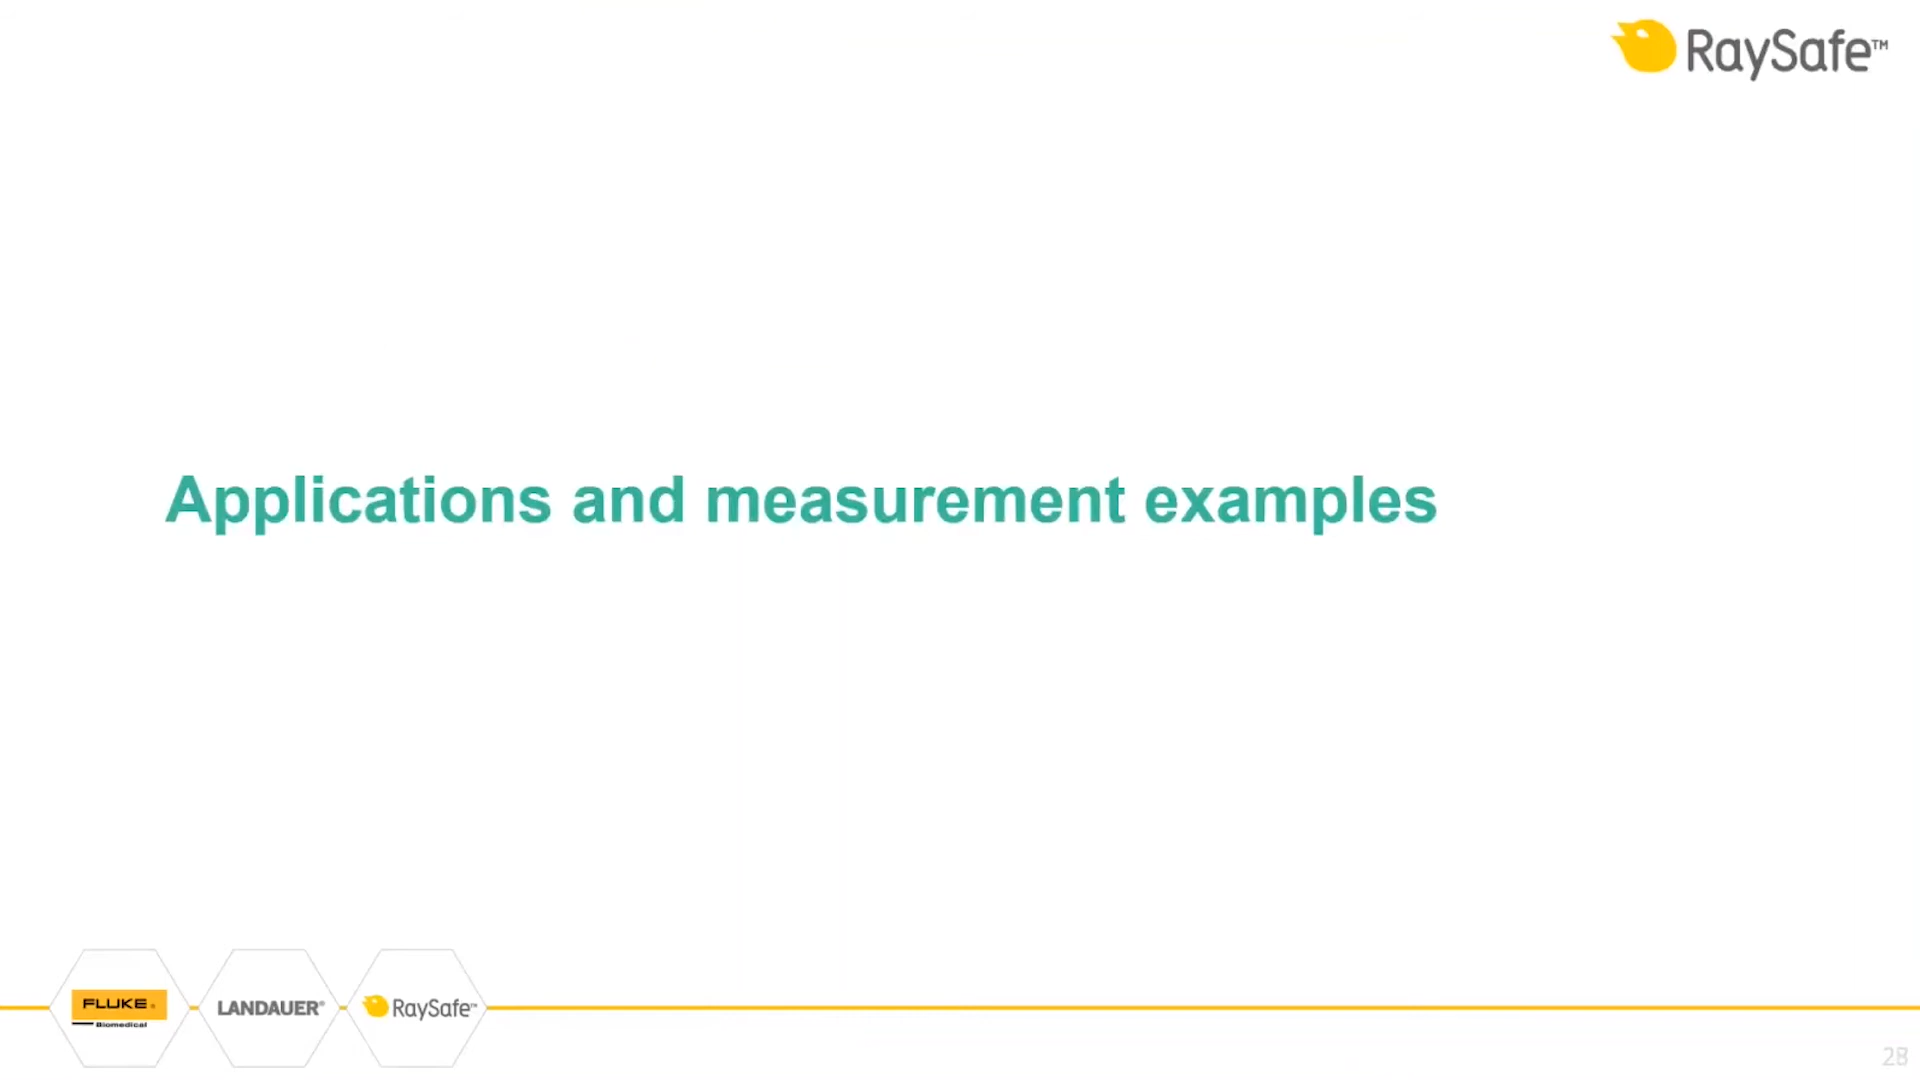 RaySafe™
Applications and measurement examples
FLUKE®
Biomedical
LANDAUER®
RaySafe™
28